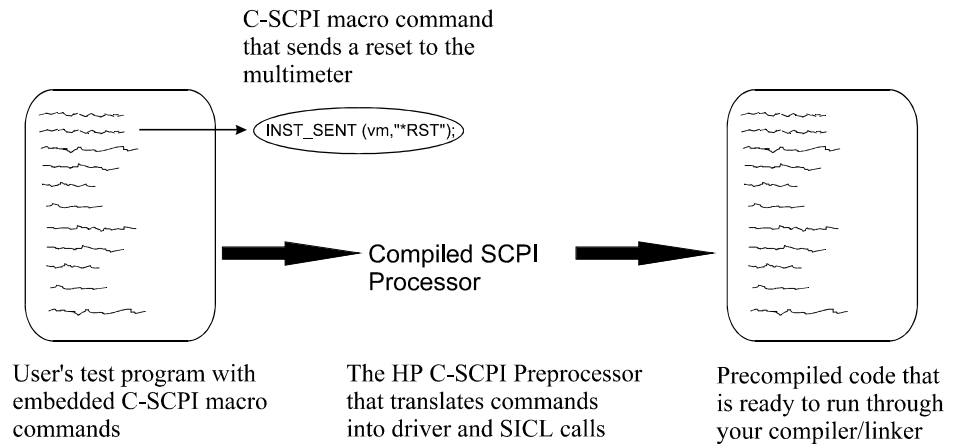 C-SCPI macro command
that sends a reset to the
multimeter
INST_SENT (vm,"*RST");
Compiled SCPI
Processor
User's test program with
embedded C-SCPI macro
commands
The HP C-SCPI Preprocessor
that translates commands
into driver and SICL calls
Precompiled code that
is ready to run through
your compiler/linker